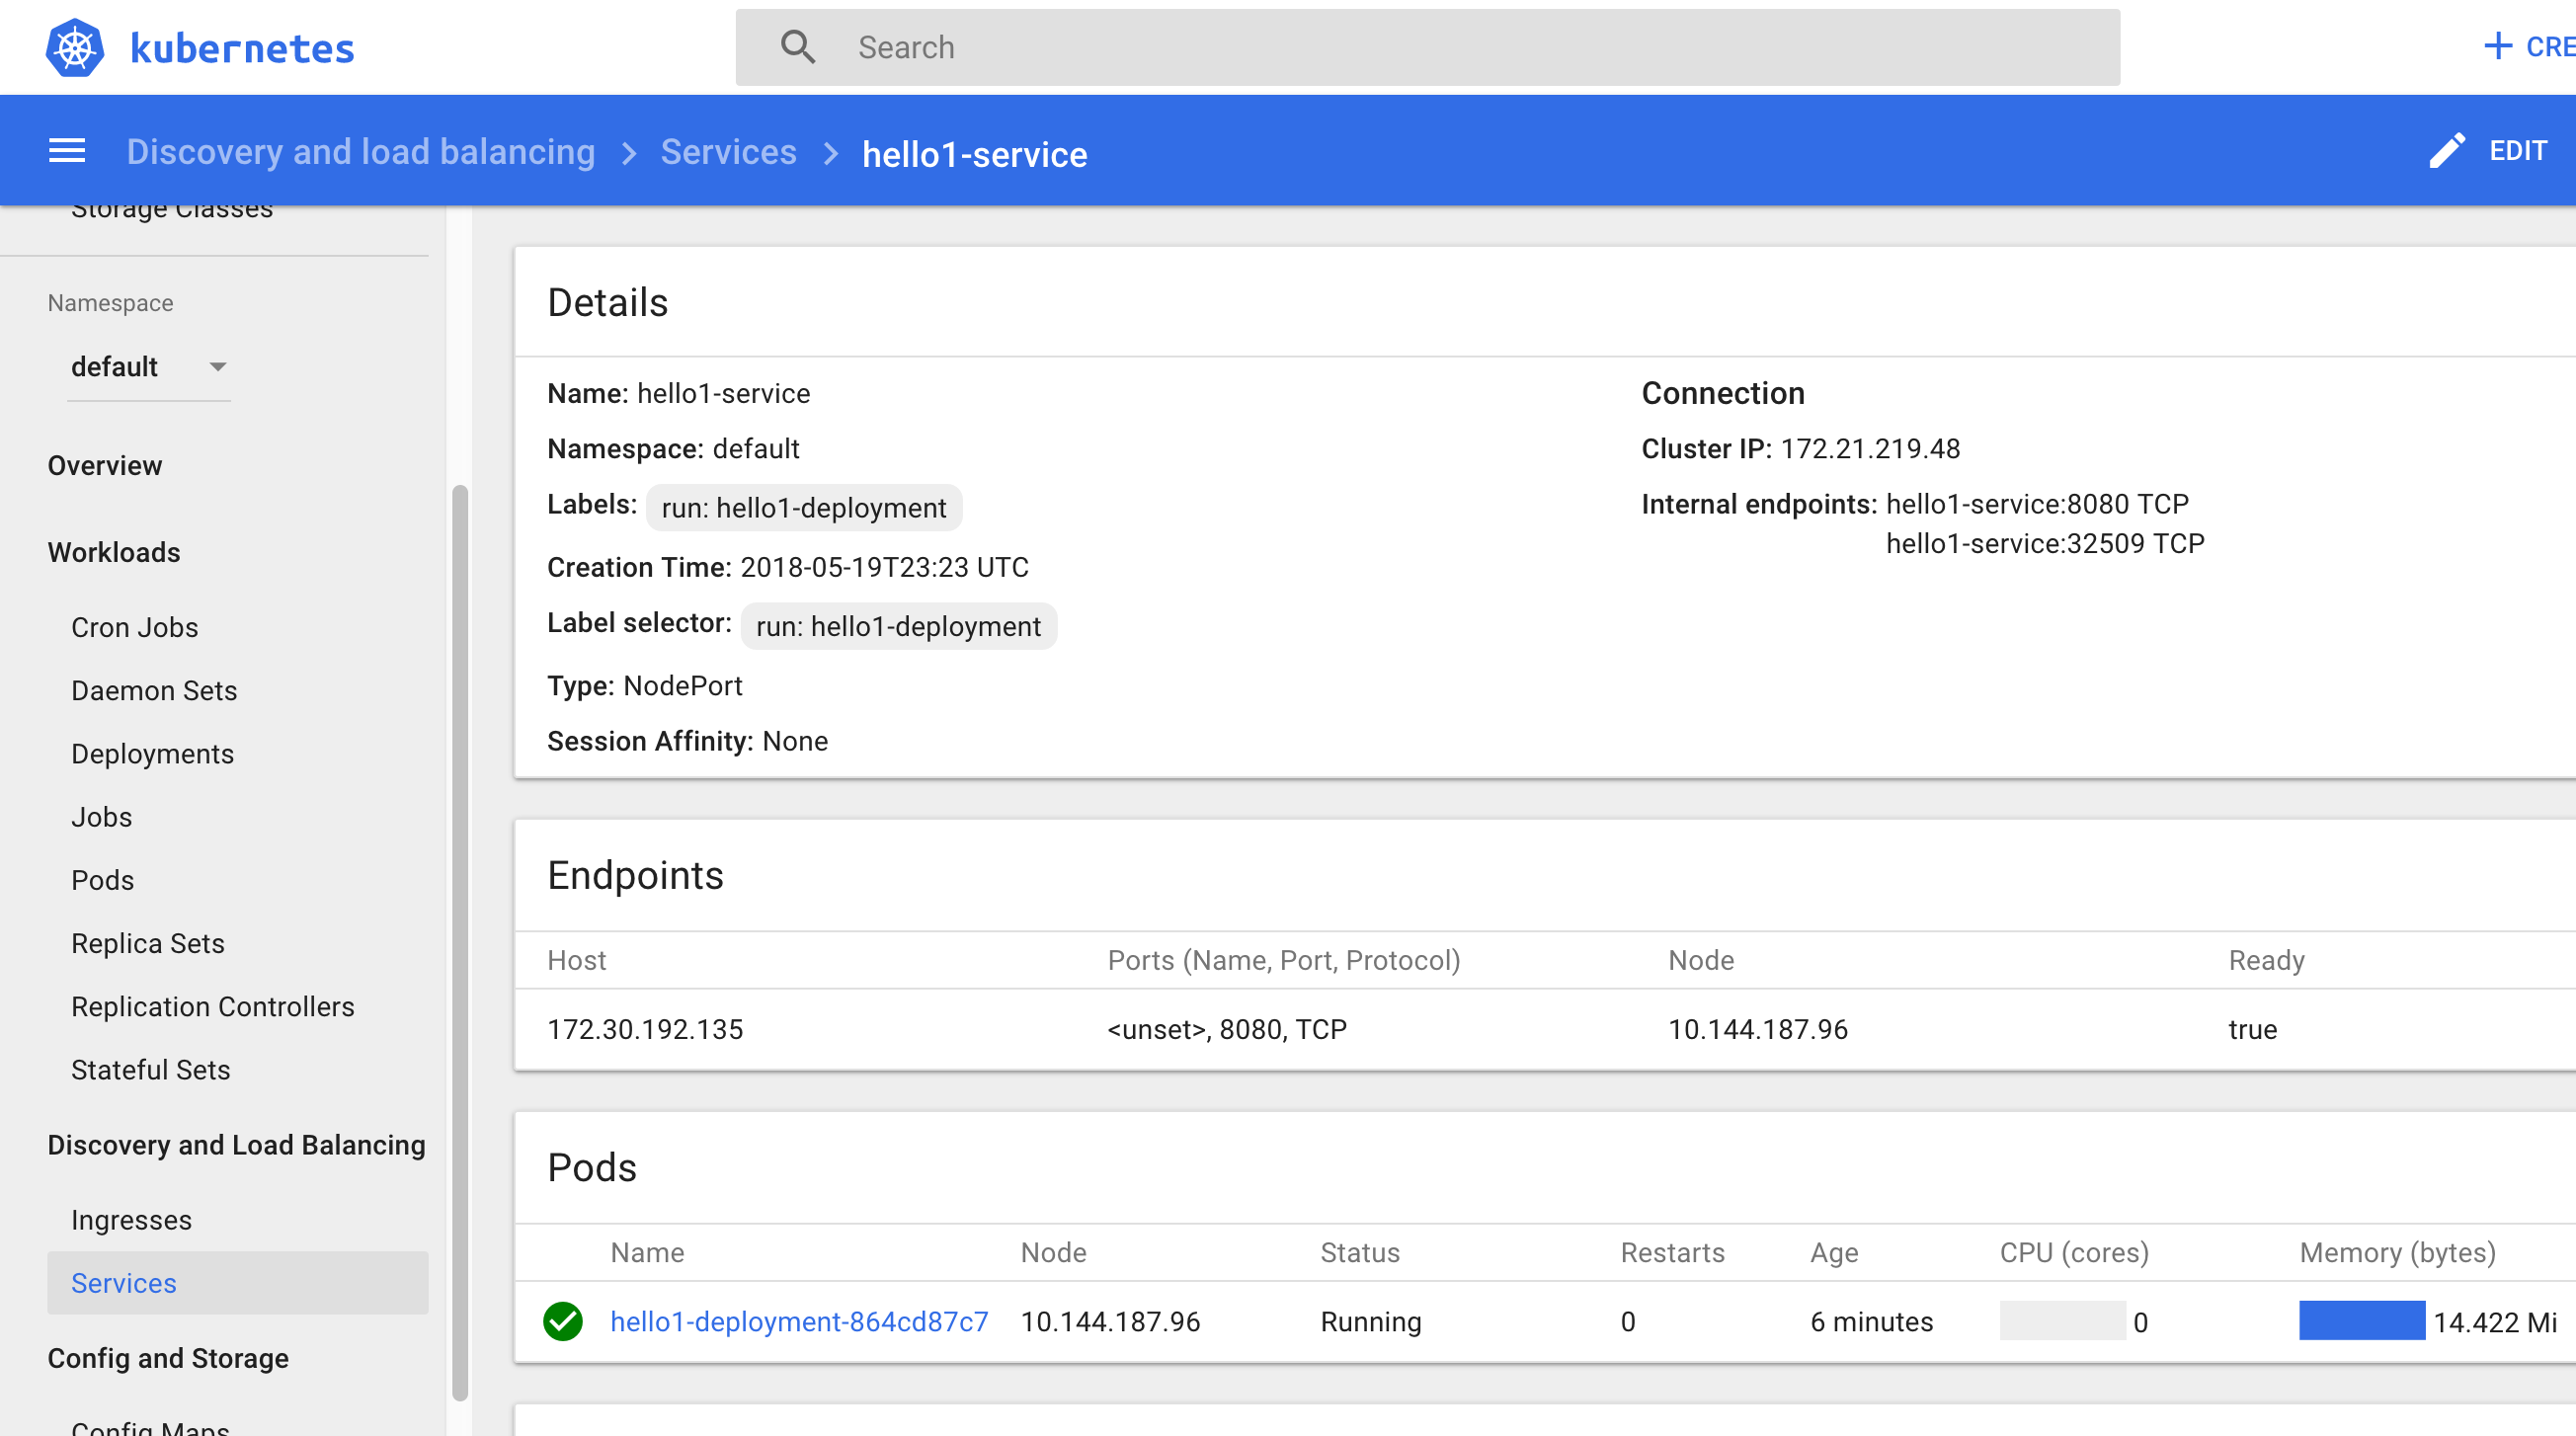 kubernetes
Search
CRE
Discovery and load balancing
Services
hello1-service
EDIT
Storage Classes
Namespace
default
Overview
Workloads
Cron Jobs
Daemon Sets
Deployments
Jobs
Pods
Replica Sets
Replication Controllers
Stateful Sets
Discovery and Load Balancing
Ingresses
Services
Config and Storage
Config Maps
Details
Name: hello1-service
Namespace: default
Labels: run: hello1-deployment
Creation Time: 2018-05-19T23:23 UTC
Label selector: run: hello1-deployment
Type: NodePort
Session Affinity: None
Connection
Cluster IP: 172.21.219.48
Internal endpoints: hello1-service:8080 TCP
hello1-service:32509 TCP
Endpoints
Host Ports (Name, Port, Protocol) Node Ready
172.30.192.135 <unset>, 8080, TCP 10.144.187.96 true
Pods
Name Node Status Restarts Age CPU (cores) Memory (bytes)
hello1-deployment-864cd87c7 10.144.187.96 Running 0 6 minutes 0 14.422 Mi